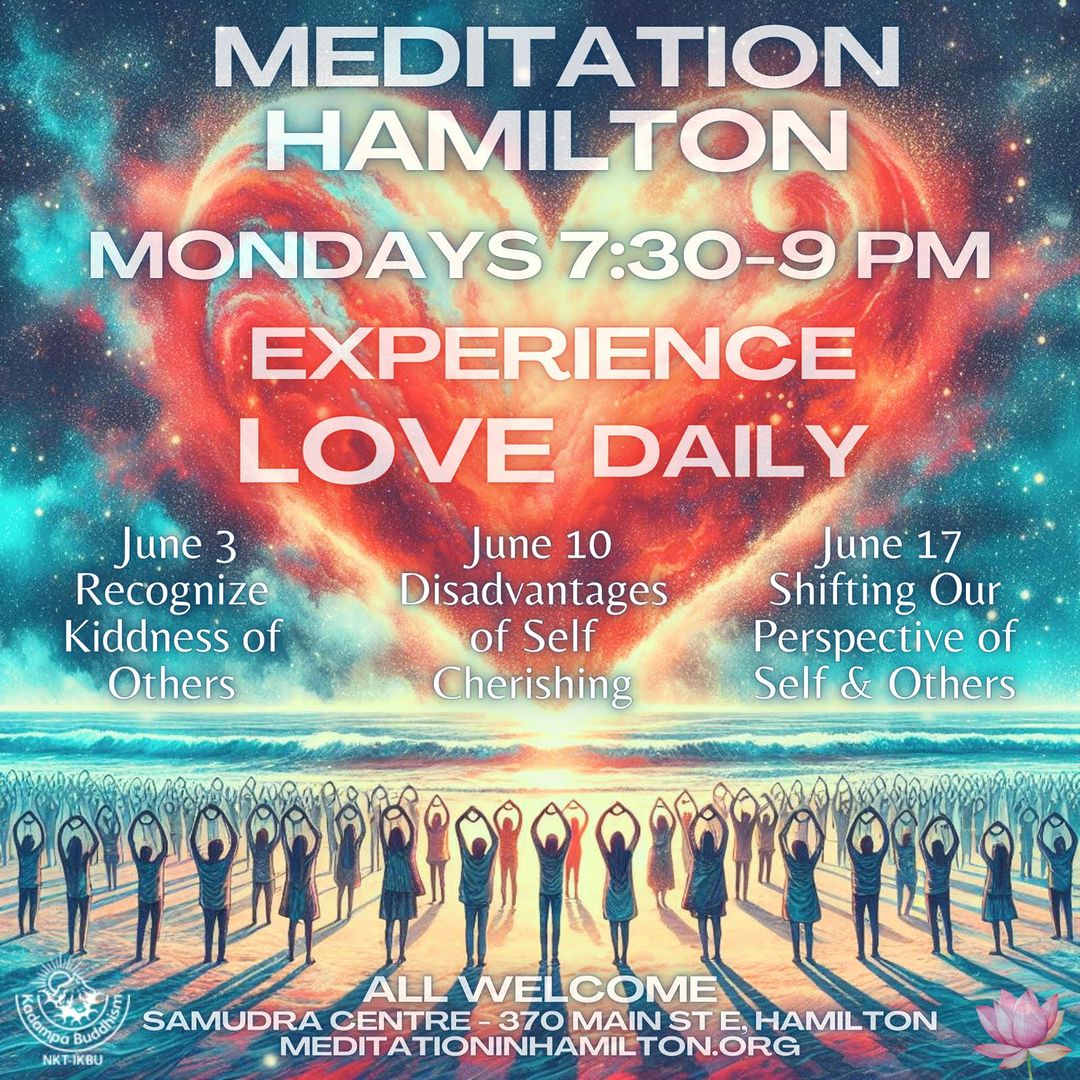 MEDITATION
HAMILTON
MONDAYS 7:30-9 PM
EXPERIENCE
LOVE DAILY
June 3
Recognize
Kiddness of
Others
June 10
Disadvantages
of Self
Cherishing
June 17
Shifting Our
Perspective of
Self & Others
ALL WELCOME
SAMUDRA CENTRE - 370 MAIN ST E, HAMILTON
MEDITATIONINHAMILTON.ORG
Kadampa Buddhism
NKT-IKBU